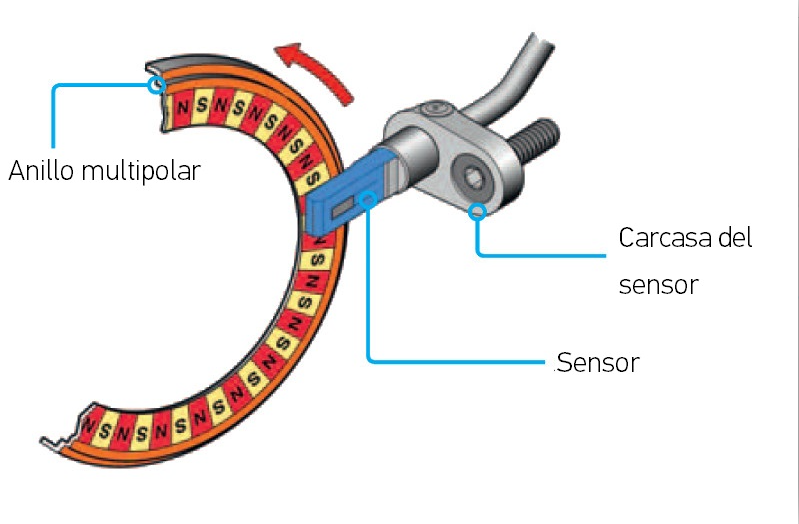 N S N S N S N S N S
Anillo multipolar
N S N S N S N S N S N S N S N S N
Carcasa del
sensor
Sensor